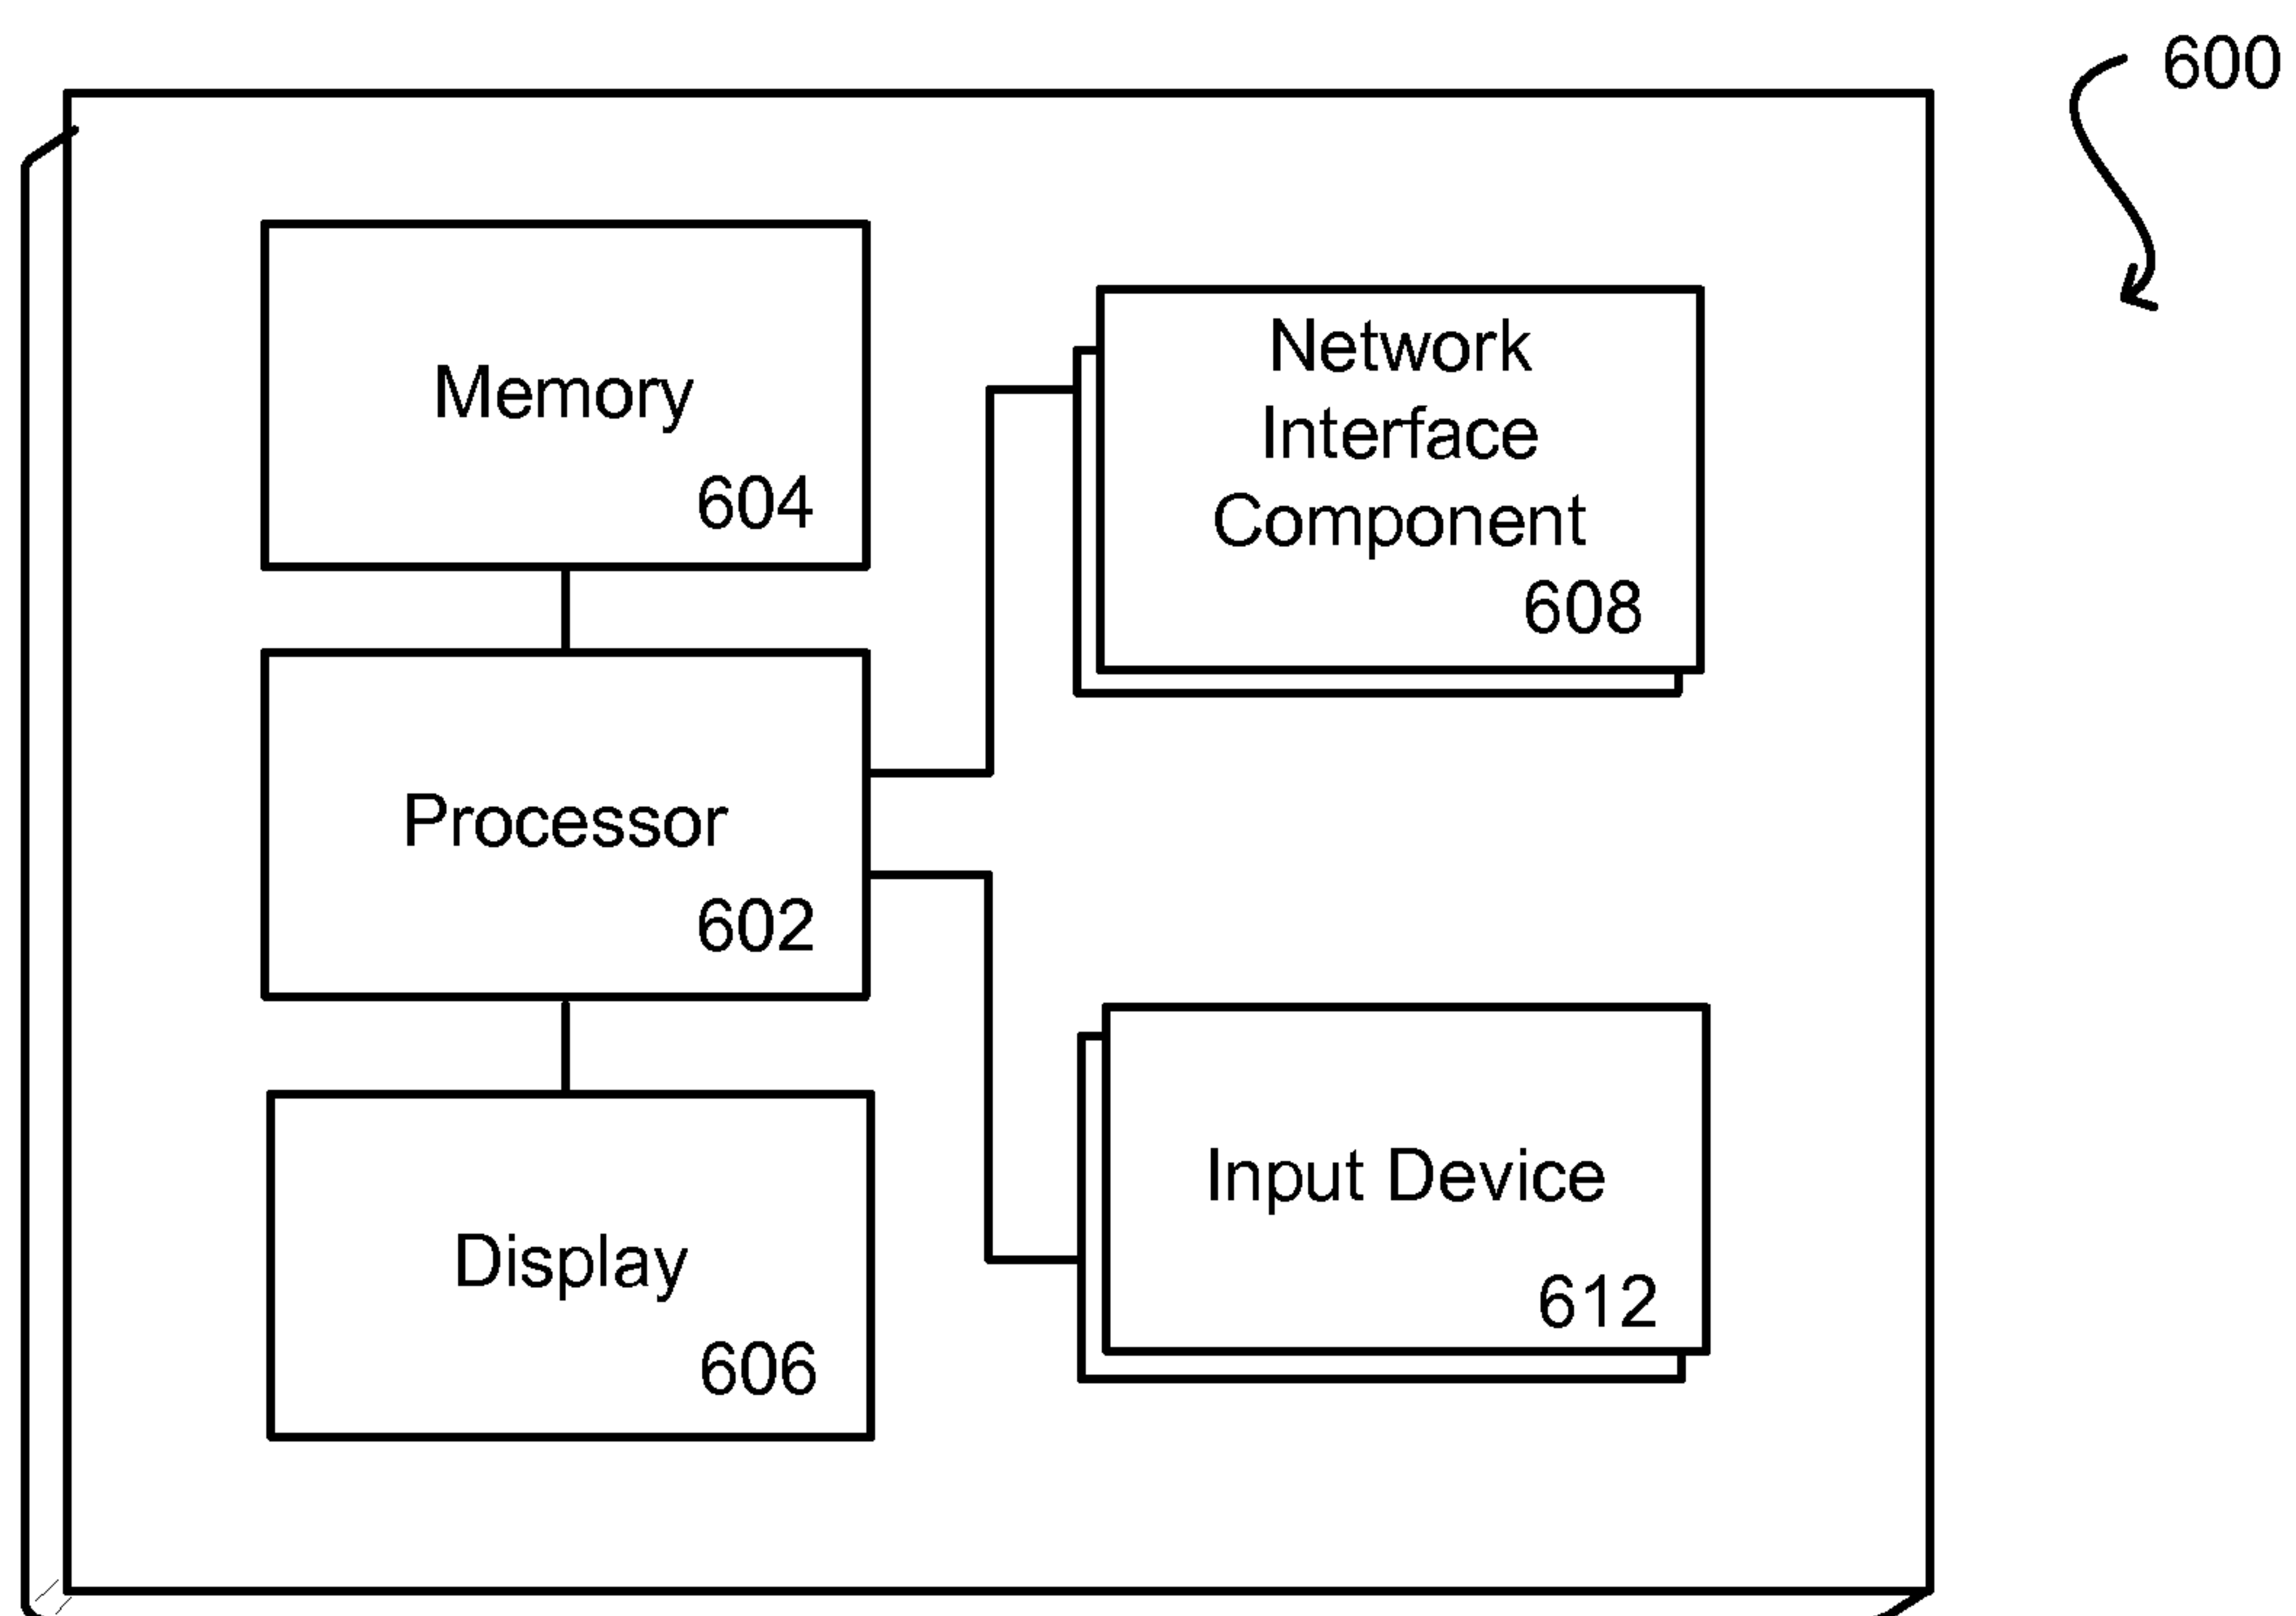 600
Memory
604
Network
Interface
Component
608
Processor
602
Input Device
612
Display
606